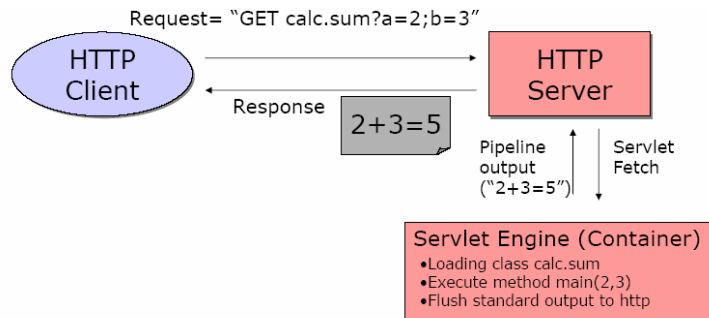 Request= “GET calc.sum?a=2;b=3”
HTTP
Client
HTTP
Server
Response
2+3=5
Pipeline
output
(“2+3=5”)
Servlet
Fetch
Servlet Engine (Container)
•Loading class calc.sum
•Execute method main(2,3)
•Flush standard output to http